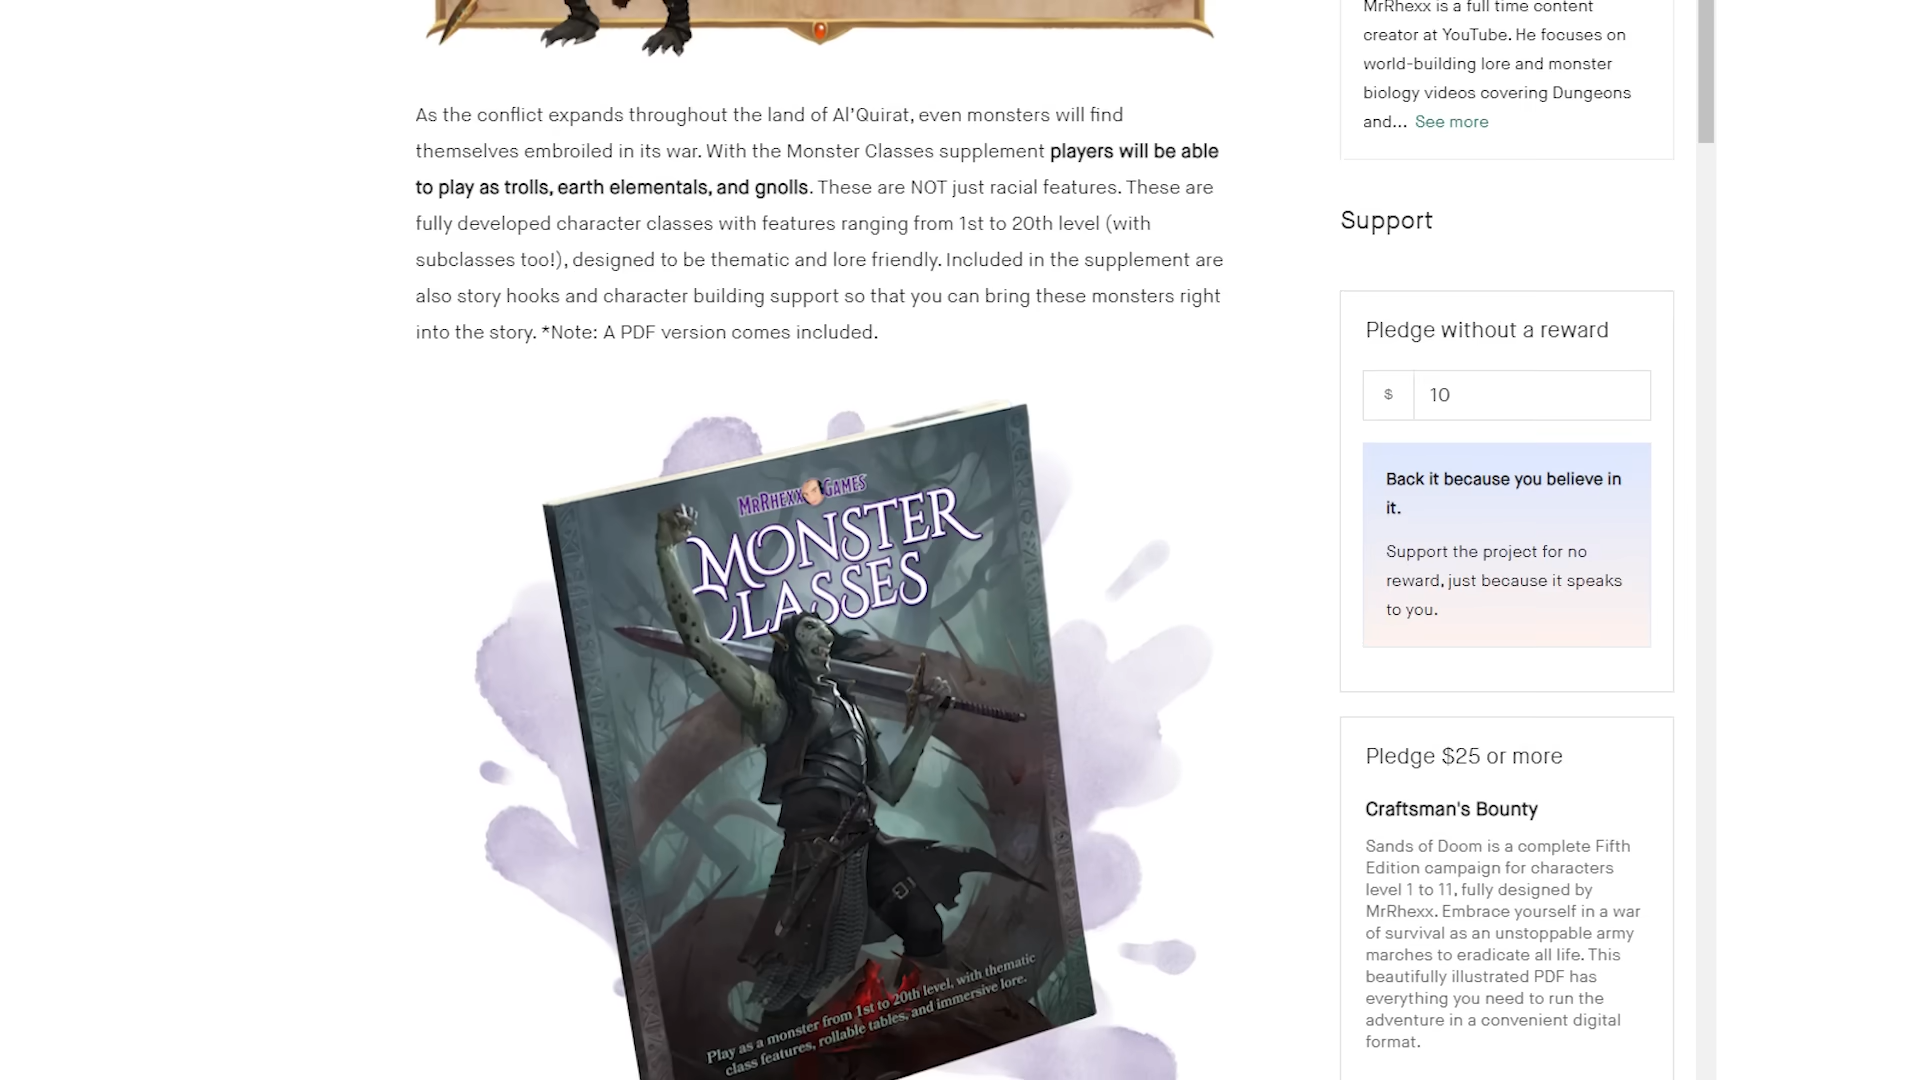 As the conflict expands throughout the land of Al'Quirat, even monsters will find
themselves embroiled in its war. With the Monster Classes supplement players will be able
to play as trolls, earth elementals, and gnolls. These are NOT just racial features. These are
fully developed character classes with features ranging from 1st to 20th level (with
subclasses too!), designed to be thematic and lore friendly. Included in the supplement are
also story hooks and character building support so that you can bring these monsters right
into the story. *Note: A PDF version comes included.
MRRHEXX GAMES
MONSTER
CLASSES
Play as a monster from 1st to 20th level, with thematic
class features, rollable tables, and immersive lore.
MrRhexx is a full time content
creator at YouTube. He focuses on
world-building lore and monster
biology videos covering Dungeons
and... See more
Support
Pledge without a reward
$ 10
Back it because you believe in
it.
Support the project for no
reward, just because it speaks
to you.
Pledge $25 or more
Craftsman's Bounty
Sands of Doom is a complete Fifth
Edition campaign for characters
level 1 to 11, fully designed by
MrRhexx. Embrace yourself in a war
of survival as an unstoppable army
marches to eradicate all life. This
beautifully illustrated PDF has
everything you need to run the
adventure in a convenient digital
format.